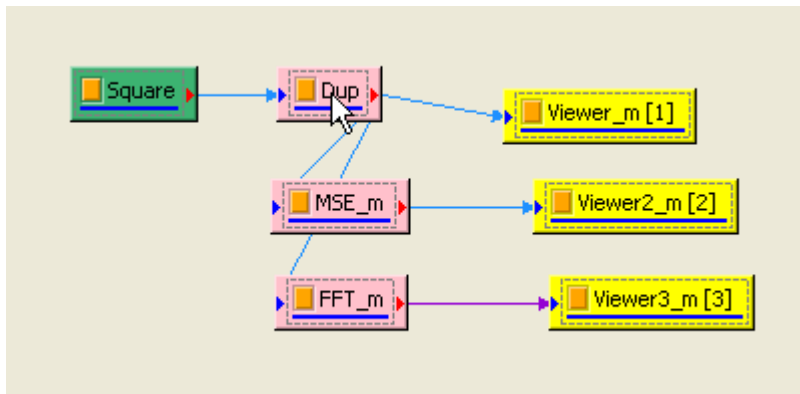 Square
Dup
Viewer_m [1]
MSE_m
Viewer2_m [2]
FFT_m
Viewer3_m [3]